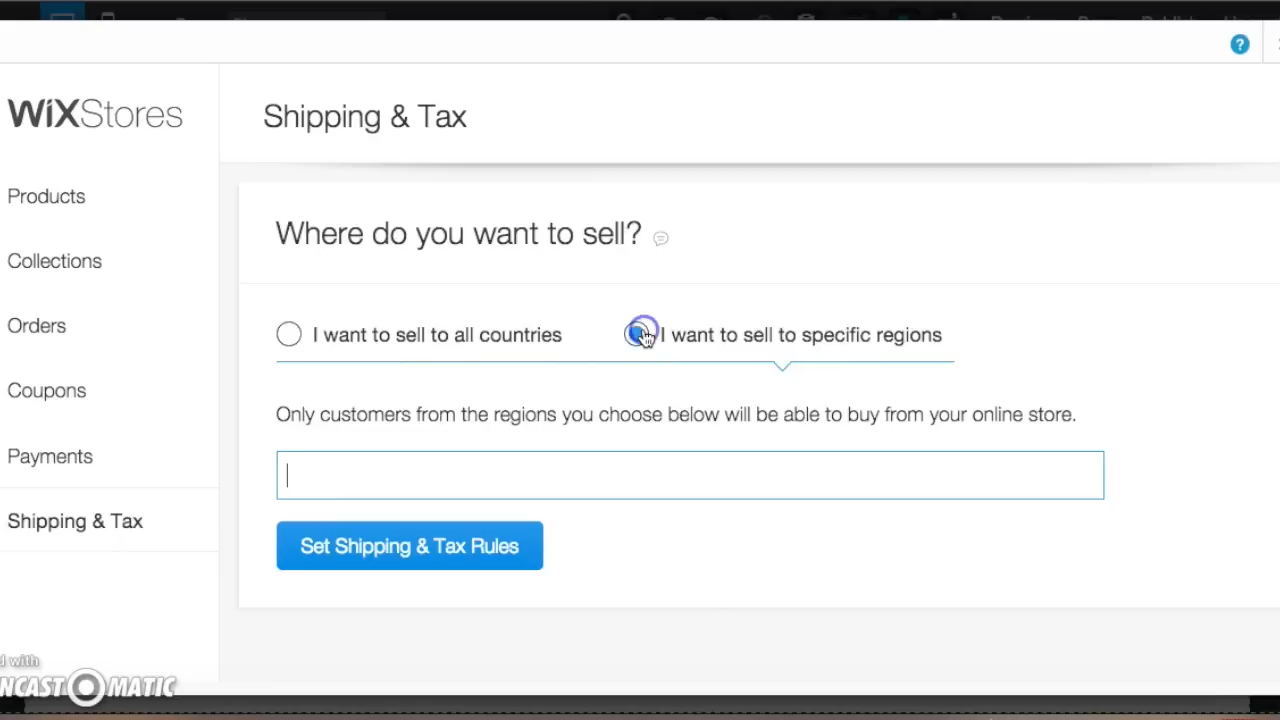 ?
WiXStores
Shipping & Tax
Products
Collections
Orders
Coupons
Payments
Shipping & Tax
Where do you want to sell?
I want to sell to all countries
I want to sell to specific regions
Only customers from the regions you choose below will be able to buy from your online store.
Set Shipping & Tax Rules
with
NCAST MATIC